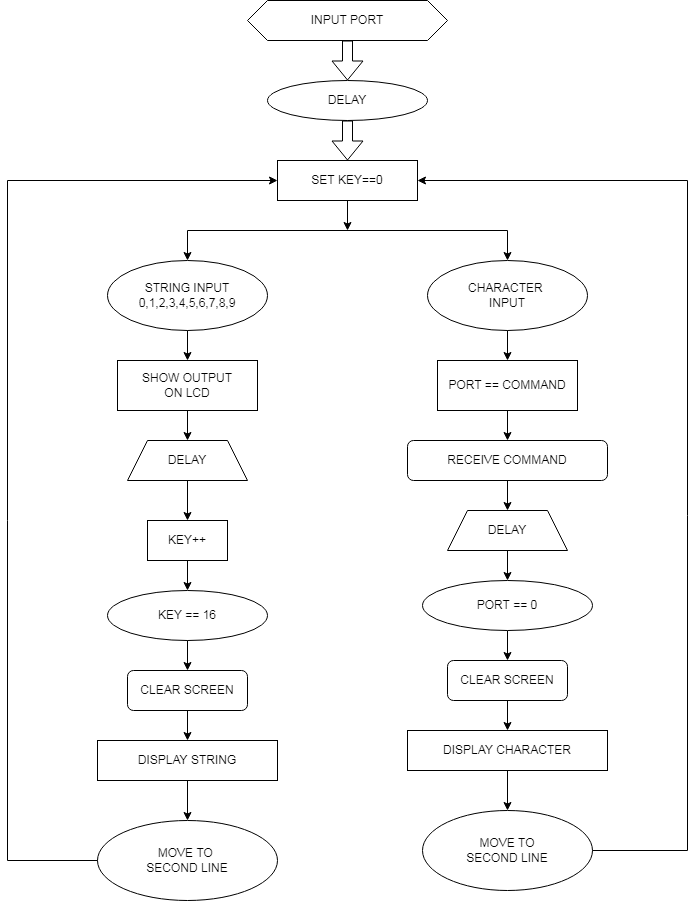 INPUT PORT
DELAY
SET KEY==0
STRING INPUT
0,1,2,3,4,5,6,7,8,9
SHOW OUTPUT
ON LCD
DELAY
KEY++
KEY == 16
CLEAR SCREEN
DISPLAY STRING
MOVE TO
SECOND LINE
CHARACTER
INPUT
PORT == COMMAND
RECEIVE COMMAND
DELAY
PORT == 0
CLEAR SCREEN
DISPLAY CHARACTER
MOVE TO
SECOND LINE